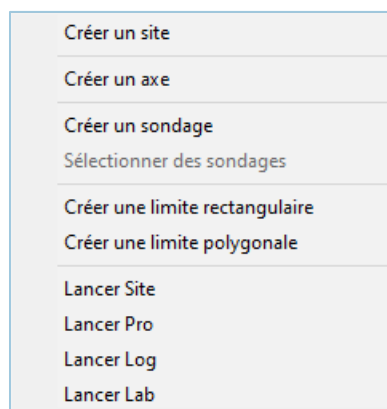 Créer un site
Créer un axe
Créer un sondage
Sélectionner des sondages
Créer une limite rectangulaire
Créer une limite polygonale
Lancer Site
Lancer Pro
Lancer Log
Lancer Lab